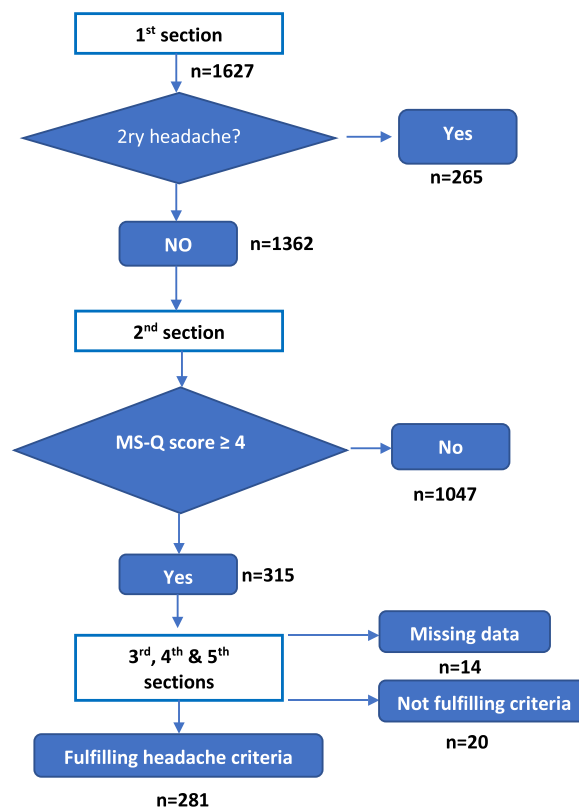 1st section
n=1627
2ry headache?
Yes
n=265
NO
n=1362
2nd section
MS-Q score ≥ 4
No
n=1047
Yes
n=315
3rd, 4th & 5th
sections
Missing data
n=14
Not fulfilling criteria
n=20
Fulfilling headache criteria
n=281